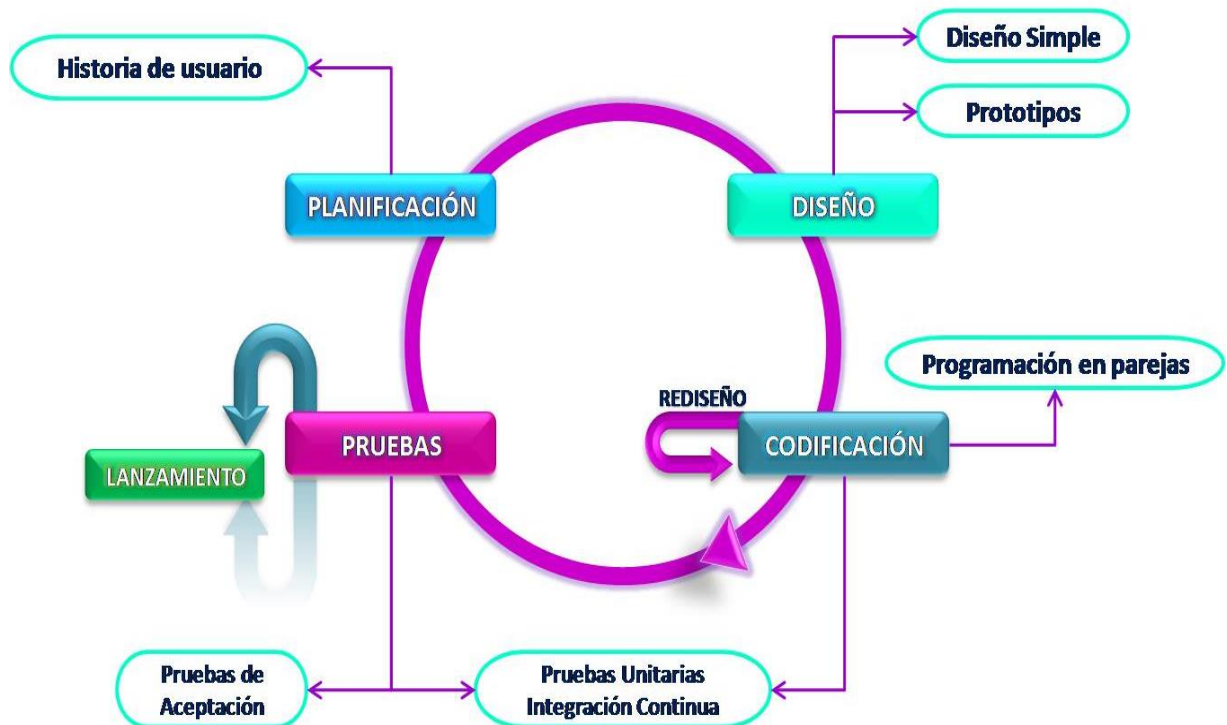 Diseño Simple
Historia de usuario
Prototipos
PLANIFICACIÓN
DISEÑO
Programación en parejas
REDISEÑO
PRUEBAS
CODIFICACIÓN
LANZAMIENTO
Pruebas de
Aceptación
Pruebas Unitarias
Integración Continua